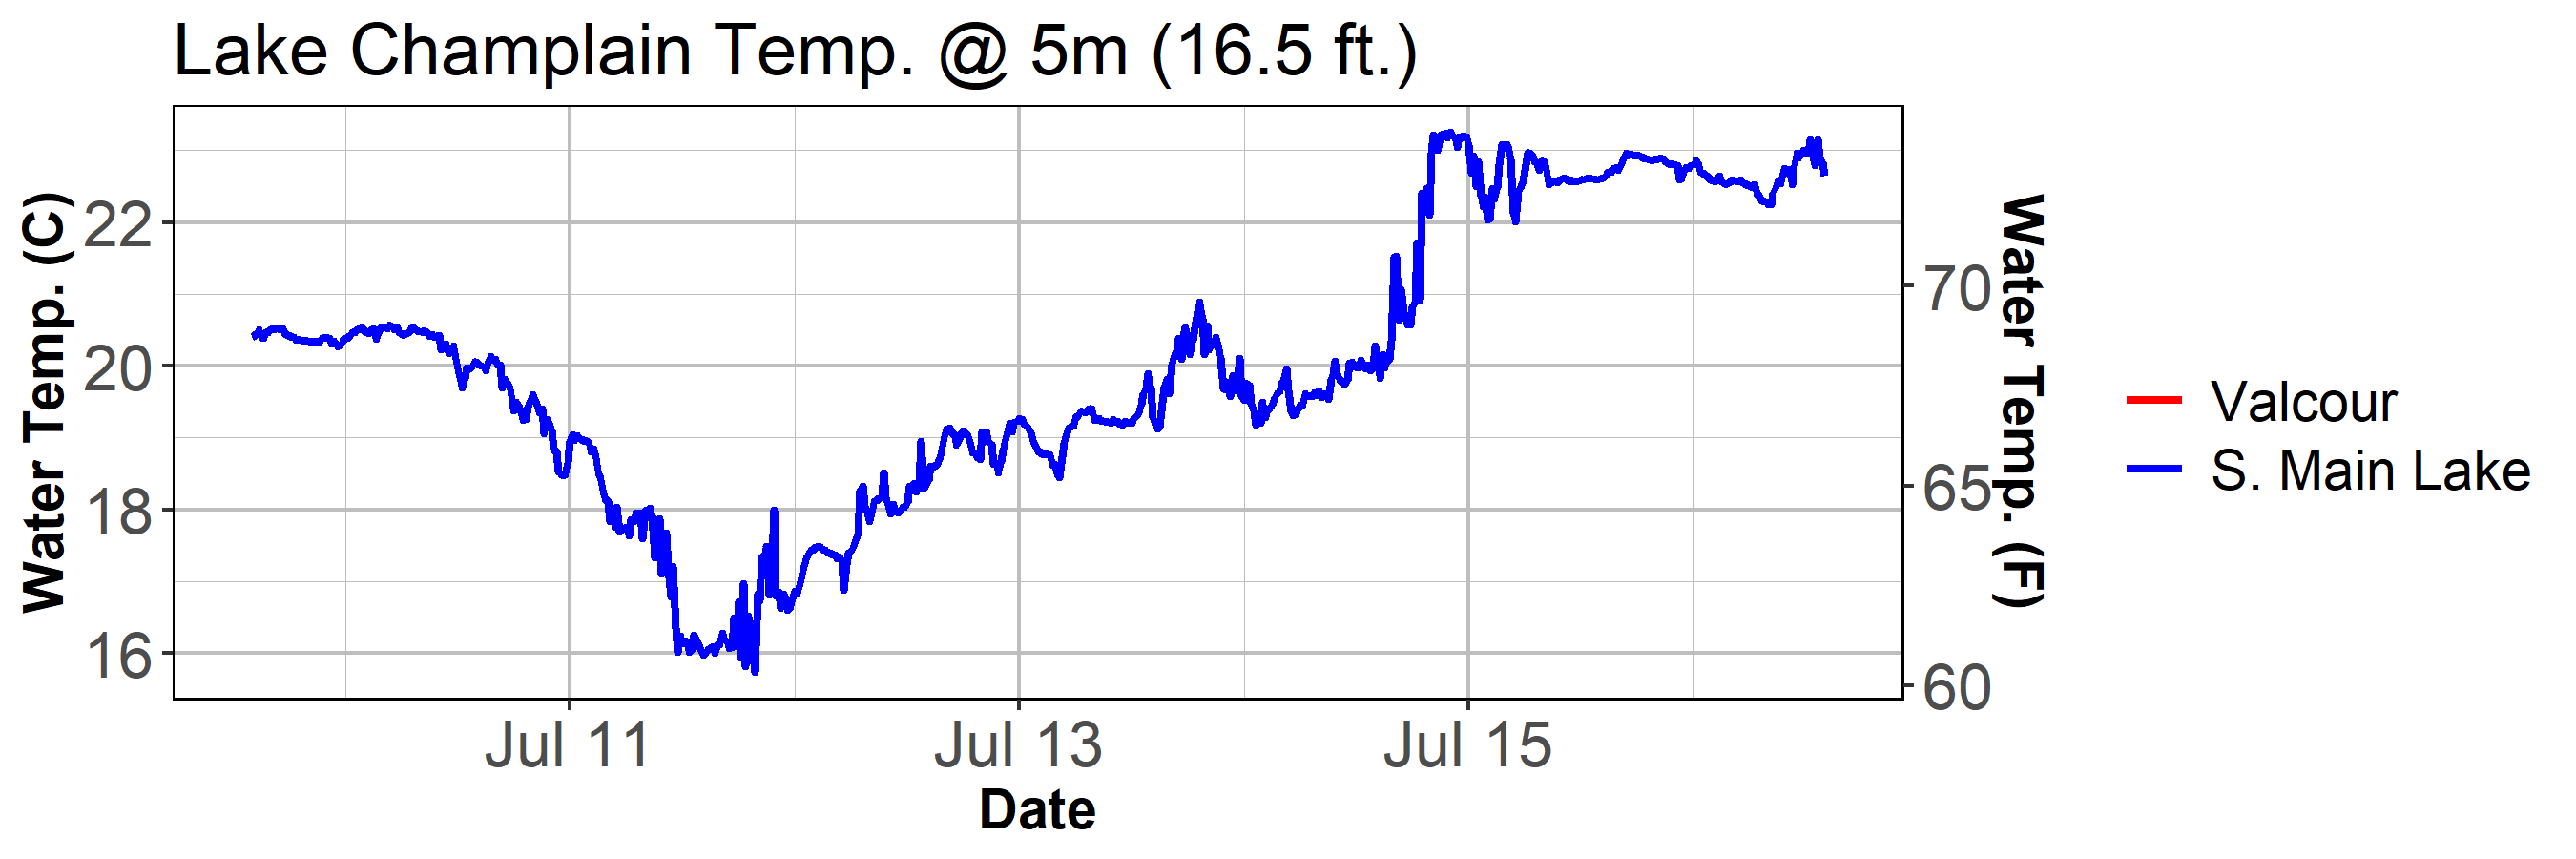 Lake Champlain Temp. @ 5m (16.5 ft.)
Water Temp. (C)
22
20
18
16
70
65
60
Water Temp. (F)
Jul 11
Jul 13
Jul 15
Date
Valcour
S. Main Lake